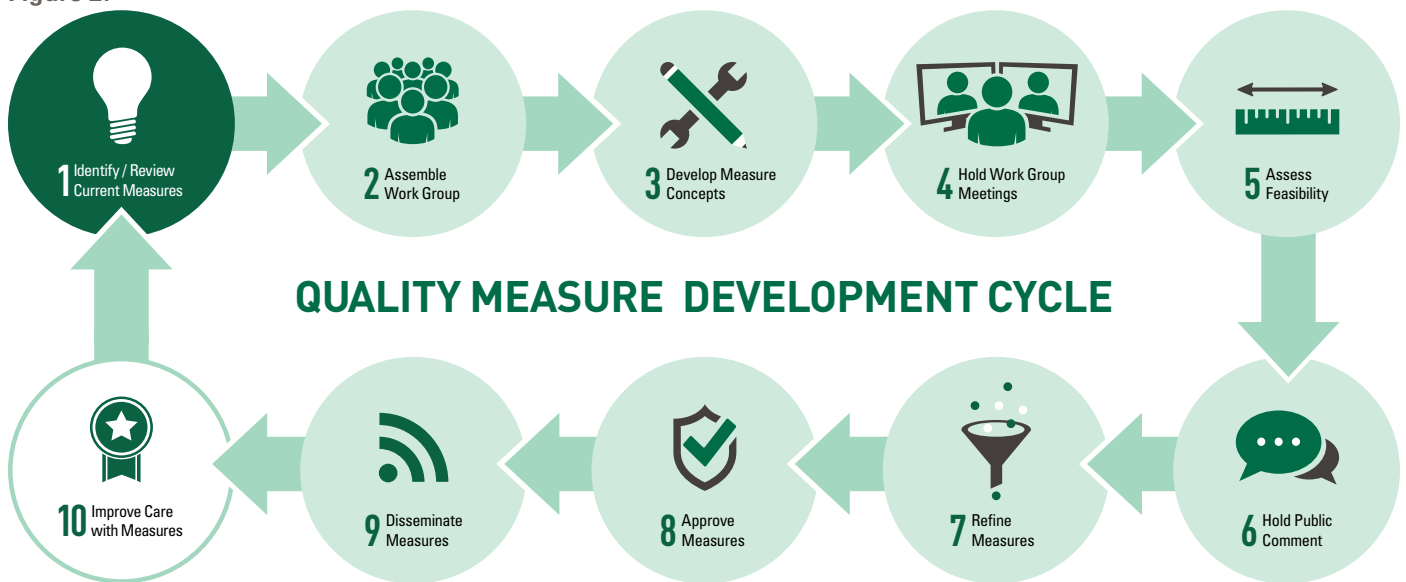 1 Identify / Review
Current Measures
2 Assemble
Work Group
3 Develop Measure
Concepts
4 Hold Work Group
Meetings
5 Assess
Feasibility
QUALITY MEASURE DEVELOPMENT CYCLE
10 Improve Care
with Measures
9 Disseminate
Measures
8 Approve
Measures
7 Refine
Measures
6 Hold Public
Comment